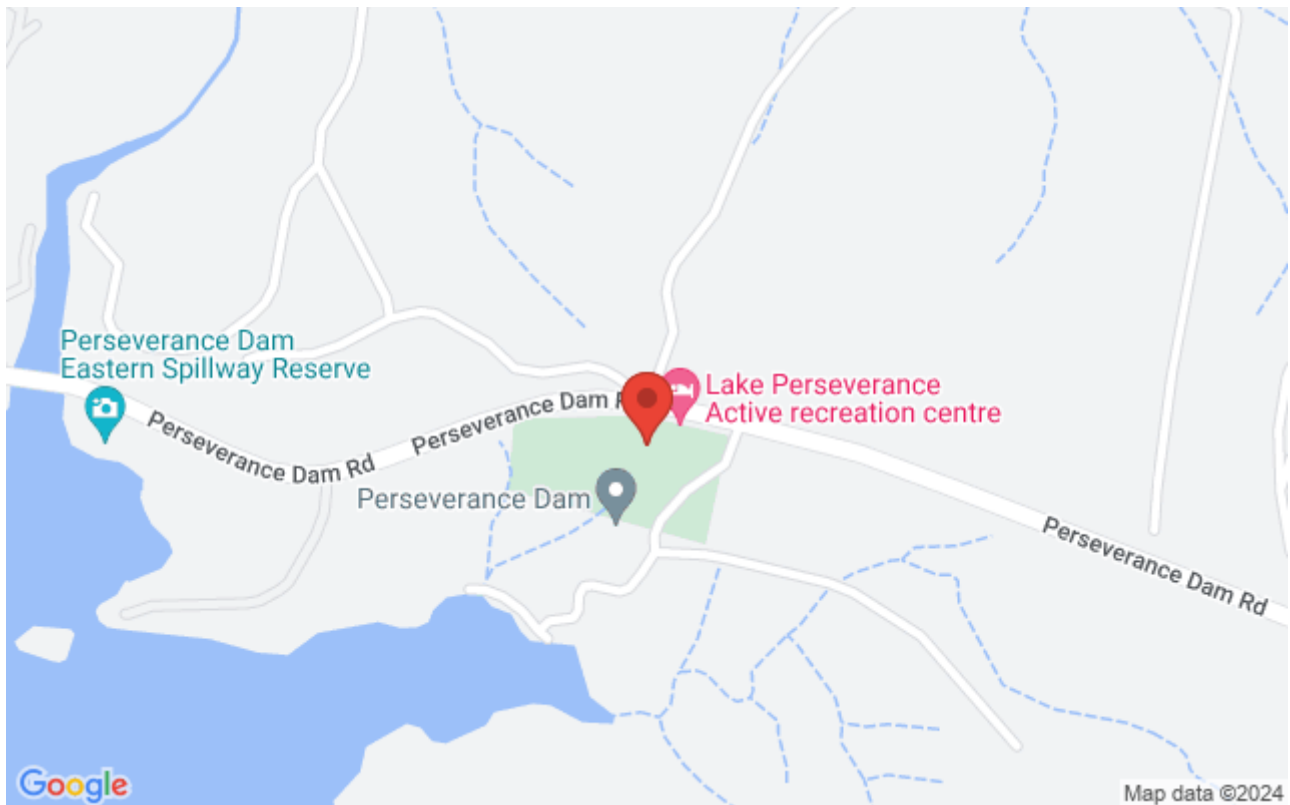 Perseverance Dam
Eastern Spillway Reserve
Lake Perseverance
Active recreation centre
Perseverance Dam R
Perseverance Dam Rd
Perseverance Dam
Perseverance Dam Rd
Google
Map data ©2024